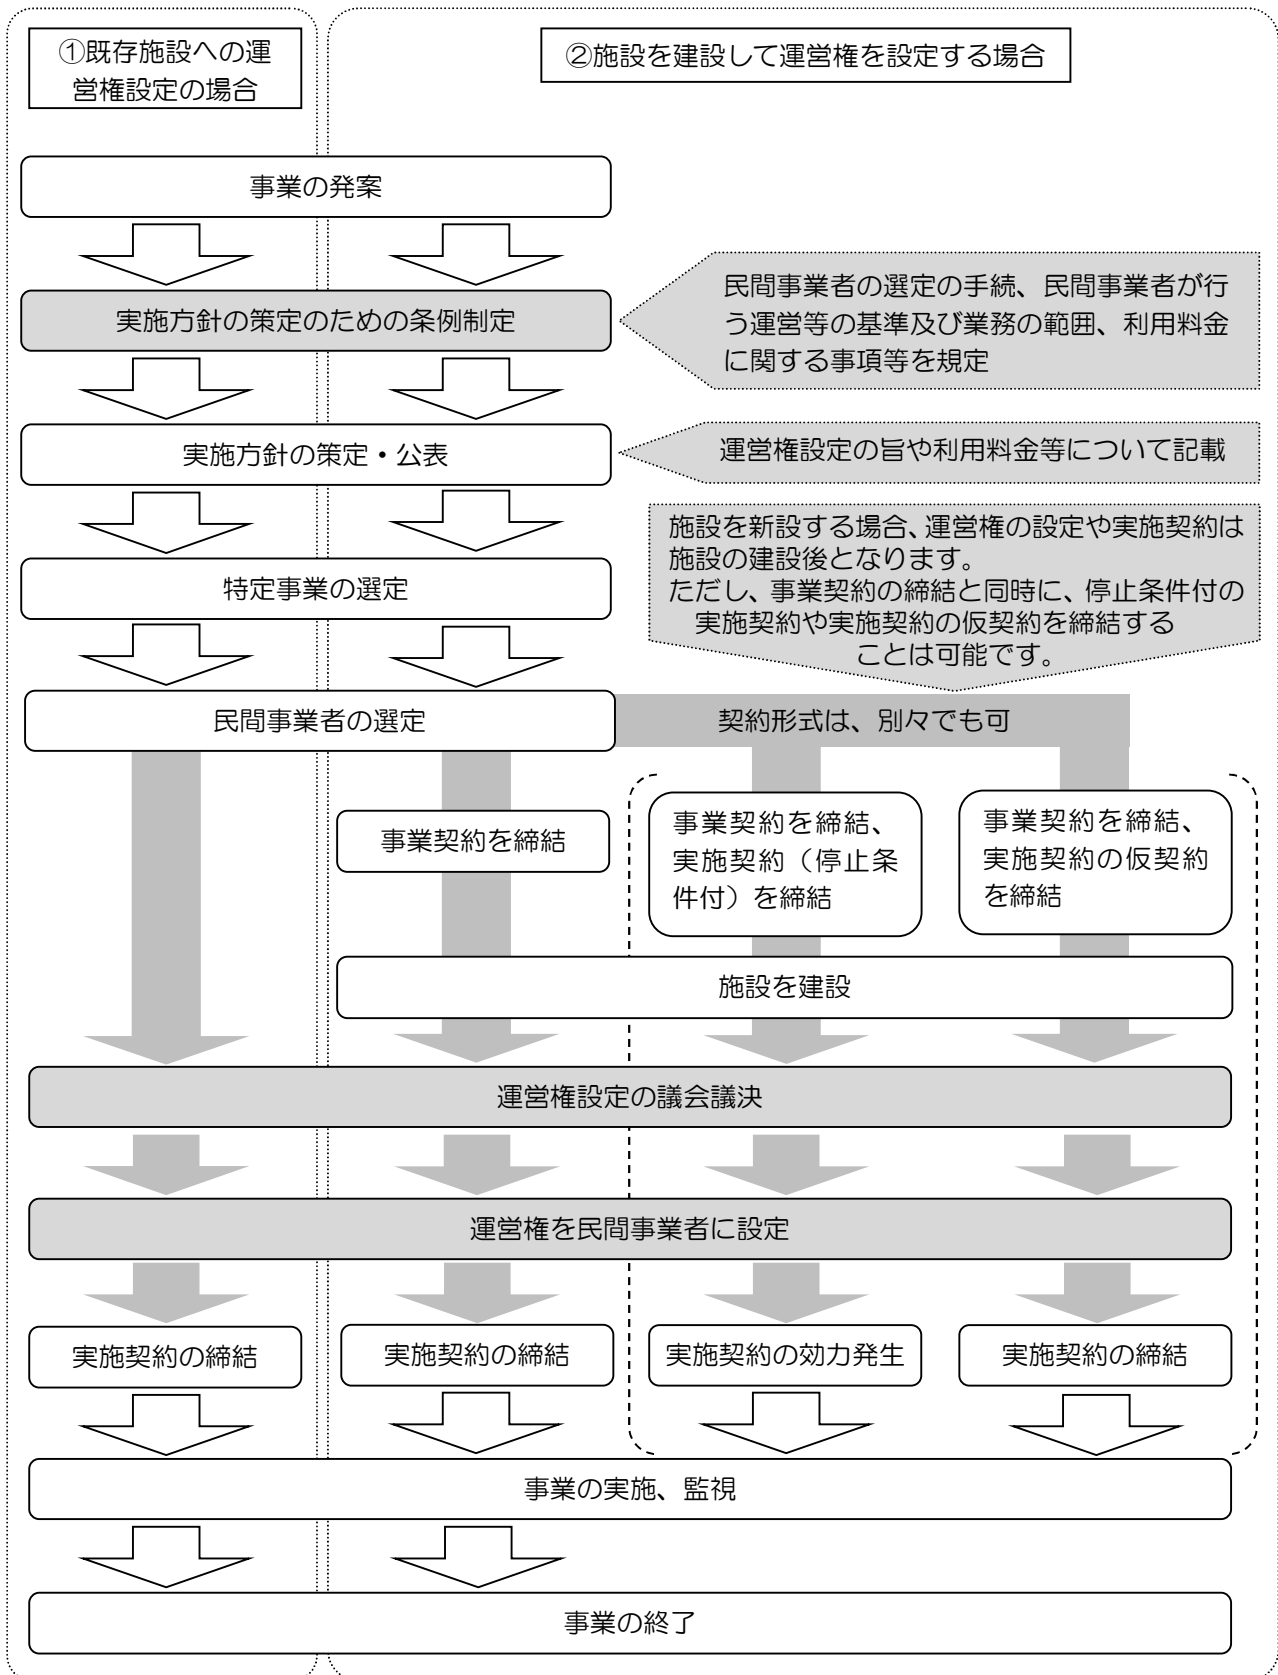 ①既存施設への運
営権設定の場合
②施設を建設して運営権を設定する場合
事業の発案
実施方針の策定のための条例制定
民間事業者の選定の手続、民間事業者が行
う運営等の基準及び業務の範囲、利用料金
に関する事項等を規定
実施方針の策定・公表
運営権設定の旨や利用料金等について記載
施設を新設する場合、運営権の設定や実施契約は
施設の建設後となります。
ただし、事業契約の締結と同時に、停止条件付の
実施契約や実施契約の仮契約を締結する
ことは可能です。
特定事業の選定
民間事業者の選定
契約形式は、別々でも可
事業契約を締結
事業契約を締結、
実施契約（停止条
件付）を締結
事業契約を締結、
実施契約の仮契約
を締結
施設を建設
運営権設定の議会議決
運営権を民間事業者に設定
実施契約の締結
実施契約の締結
実施契約の効力発生
実施契約の締結
事業の実施、監視
事業の終了